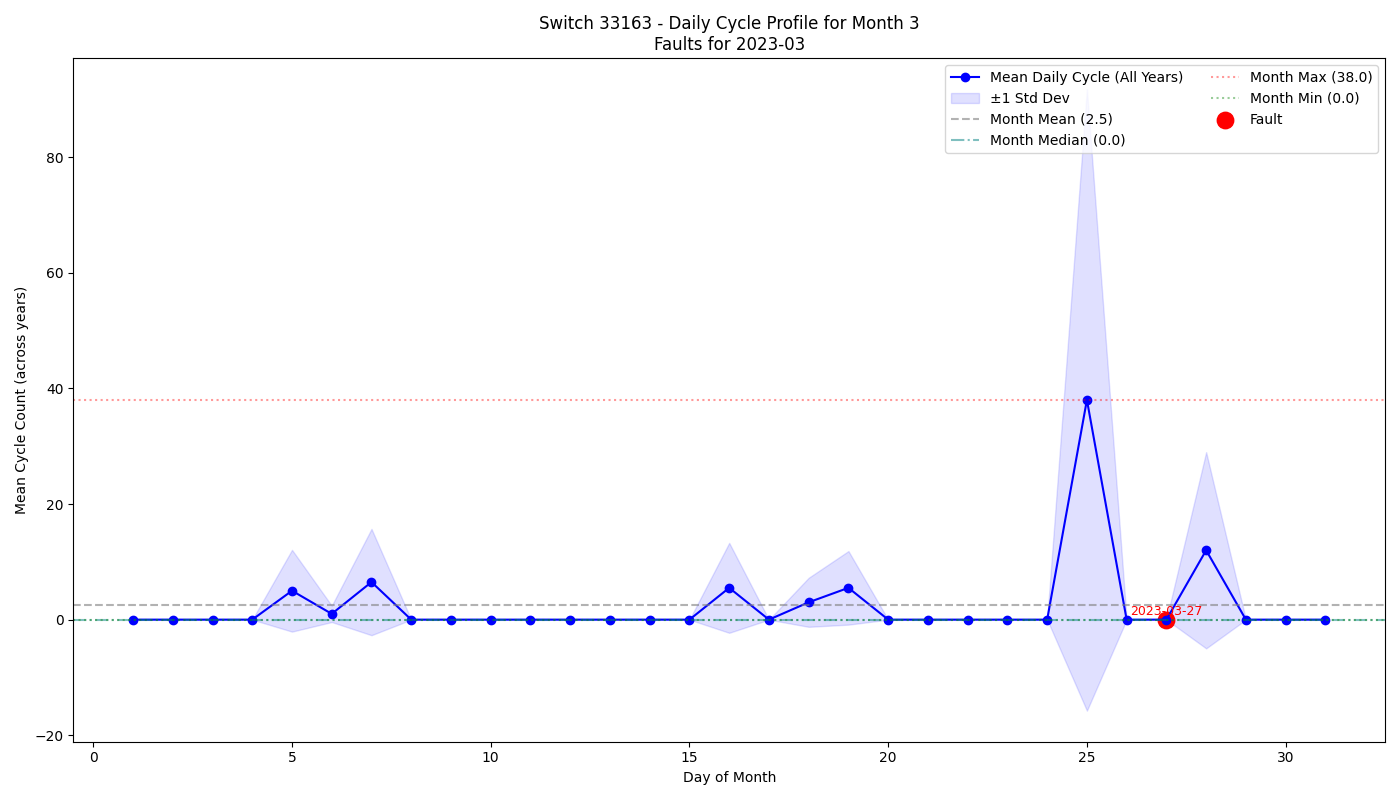 Switch 33163 - Daily Cycle Profile for Month 3
Faults for 2023-03
Mean Daily Cycle (All Years)
±1 Std Dev
Month Mean (2.5)
Month Median (0.0)
Month Max (38.0)
Month Min (0.0)
Fault
Mean Cycle Count (across years)
80
60
40
20
0
−20
2023-03-27
0
5
10
15
20
25
30
Day of Month